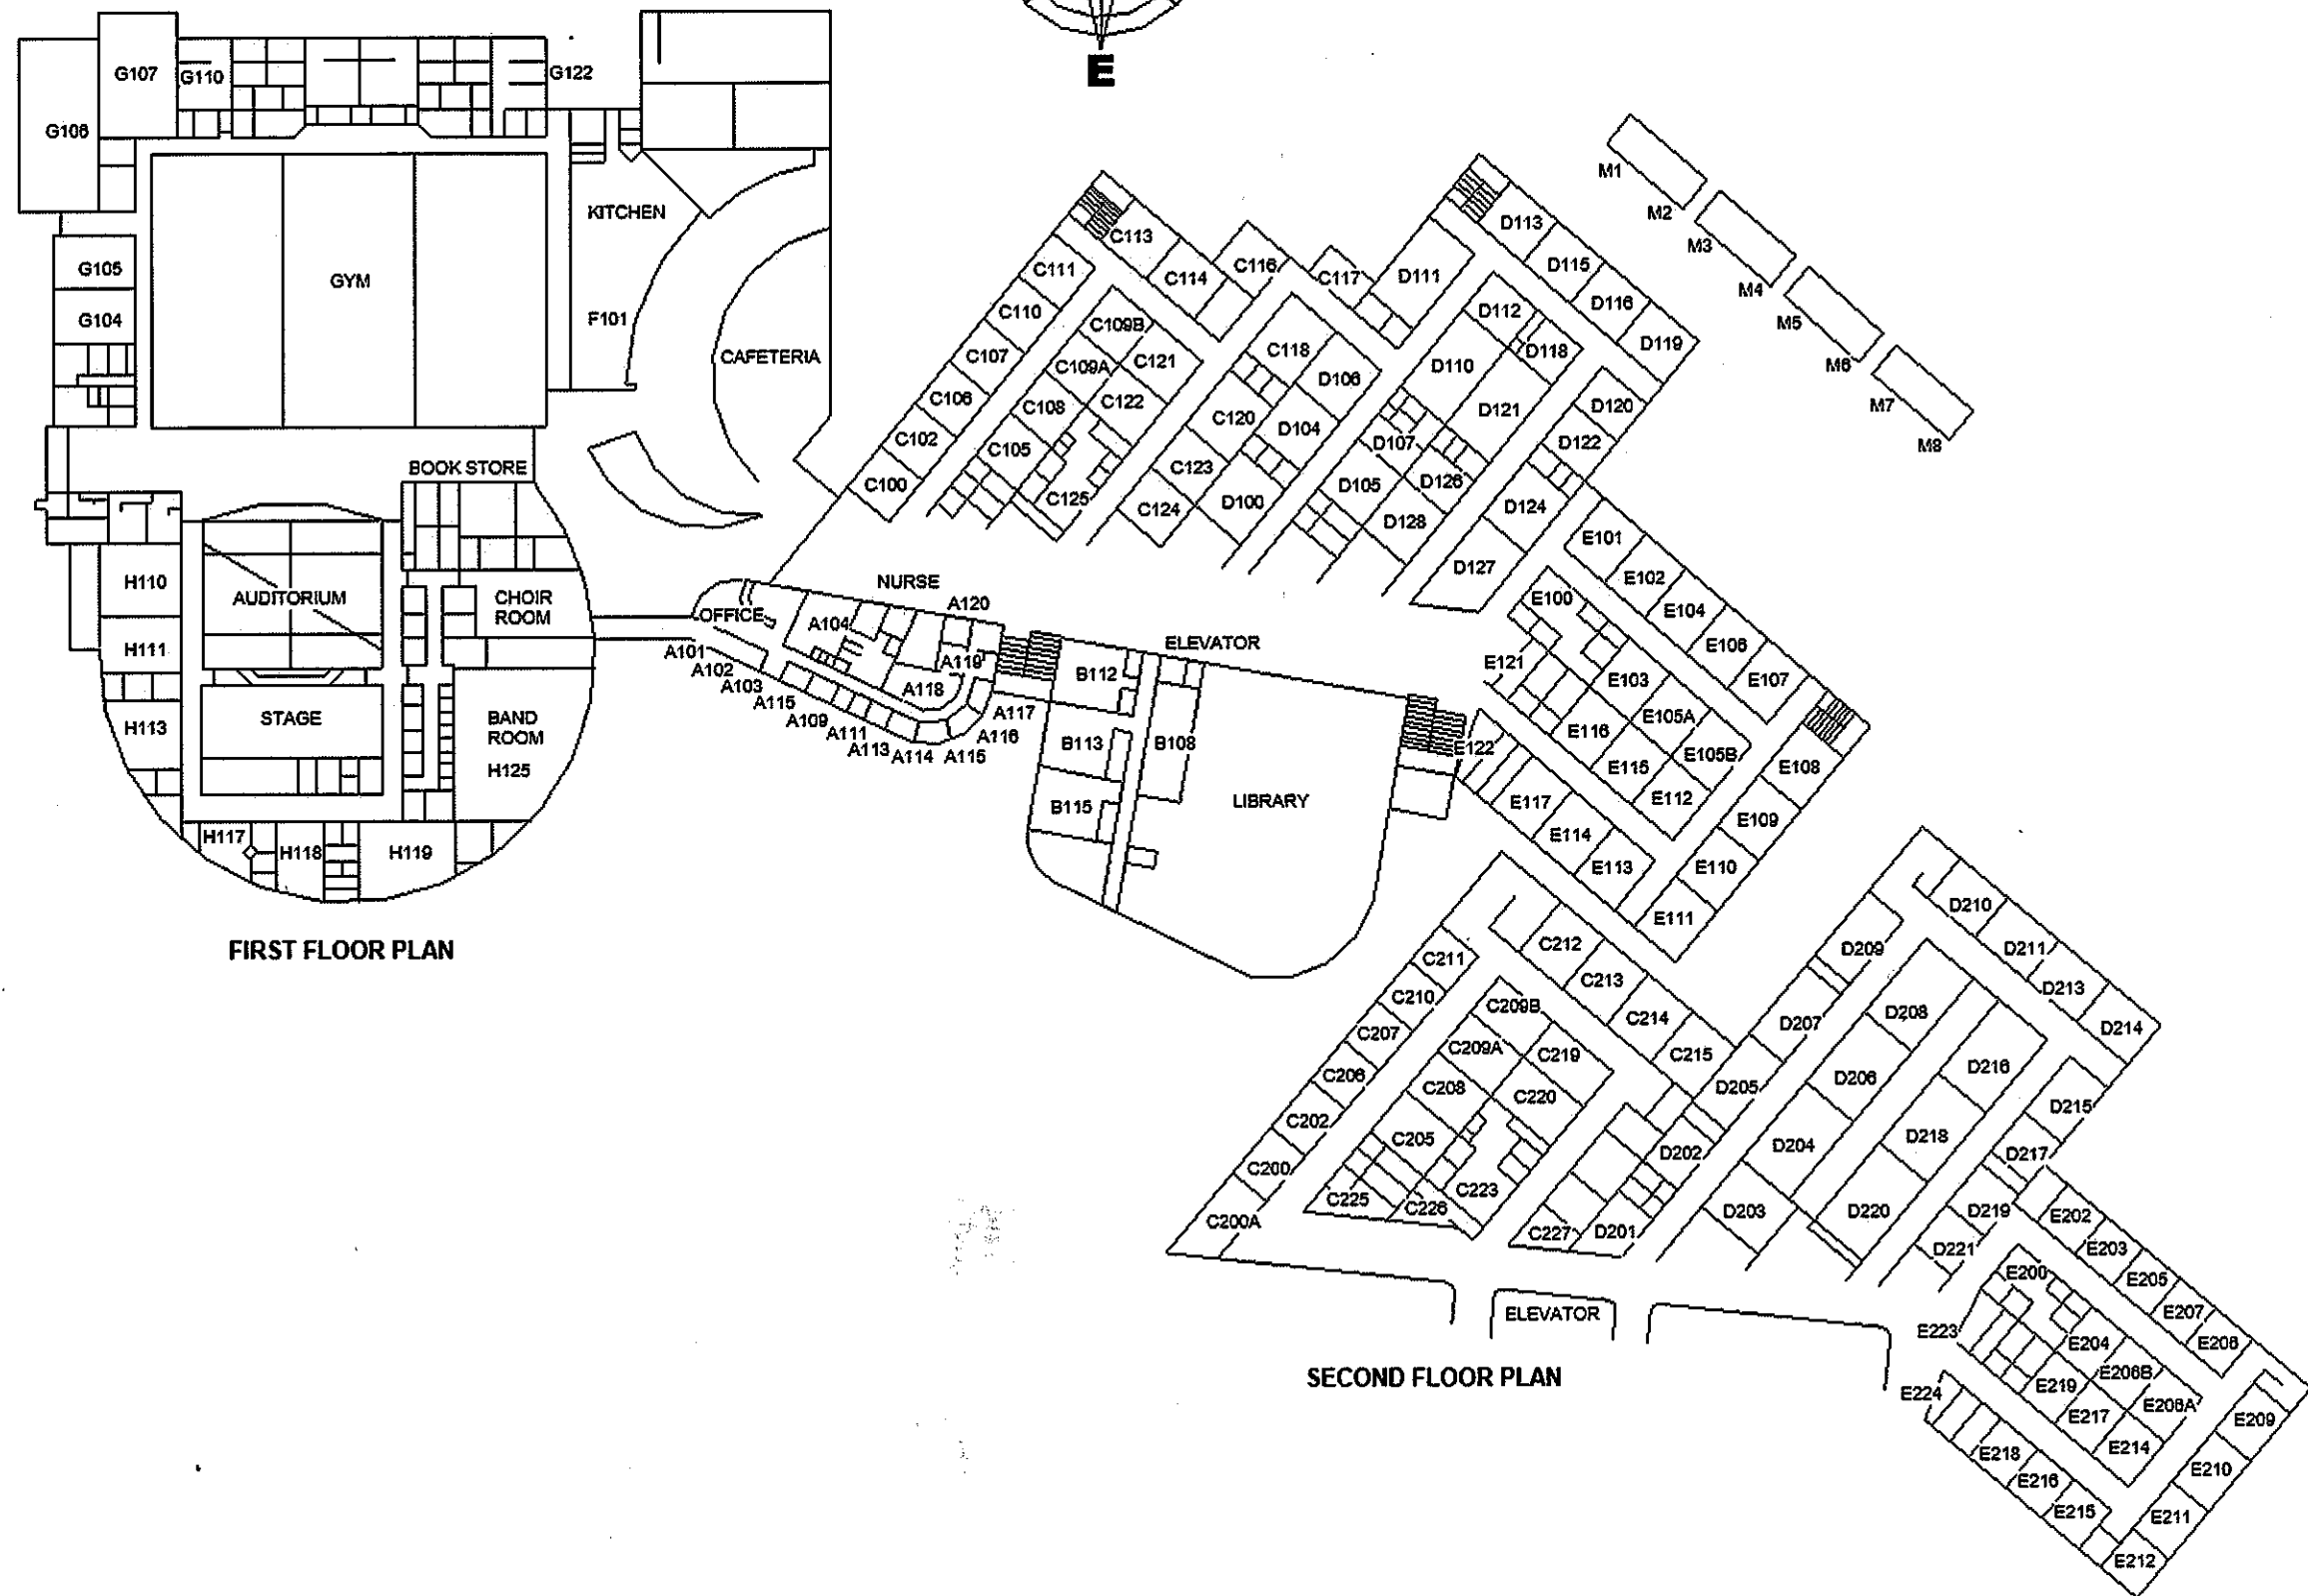 E
G107
G110
G122
G106
G105
G104
GYM
KITCHEN
F101
CAFETERIA
BOOK STORE
H110
H111
H113
AUDITORIUM
STAGE
CHOIR
ROOM
BAND
ROOM
H125
H117
H118
H119
FIRST FLOOR PLAN
NURSE
OFFICE
A104
A120
A119
A118
A101
A102
A103
A115
A109
A111
A113
A114
A115
A116
A117
ELEVATOR
B112
B113
B108
B115
LIBRARY
C113
C114
C116
C117
C111
C110
C107
C106
C102
C100
C109B
C109A
C121
C108
C122
C105
C125
C118
C120
C123
C124
D106
D104
D100
D111
D113
D115
D116
D119
D112
D118
D110
D121
D107
D126
D105
D128
D120
D122
D124
D127
M1
M2
M3
M4
M5
M6
M7
M8
E101
E102
E104
E106
E107
E100
E121
E103
E105A
E105B
E116
E115
E112
E122
E117
E114
E113
E108
E109
E110
E111
C212
C213
C214
C215
C211
C210
C207
C206
C202
C200
C200A
C209B
C209A
C219
C208
C220
C205
C223
C225
C226
C227
D201
D202
D205
D207
D209
D210
D211
D213
D214
D208
D206
D204
D203
D216
D218
D220
D215
D217
D219
D221
E202
E203
E205
E207
E208
E200
E223
E204
E206B
E206A
E219
E217
E214
E224
E218
E216
E215
E209
E210
E211
E212
ELEVATOR
SECOND FLOOR PLAN